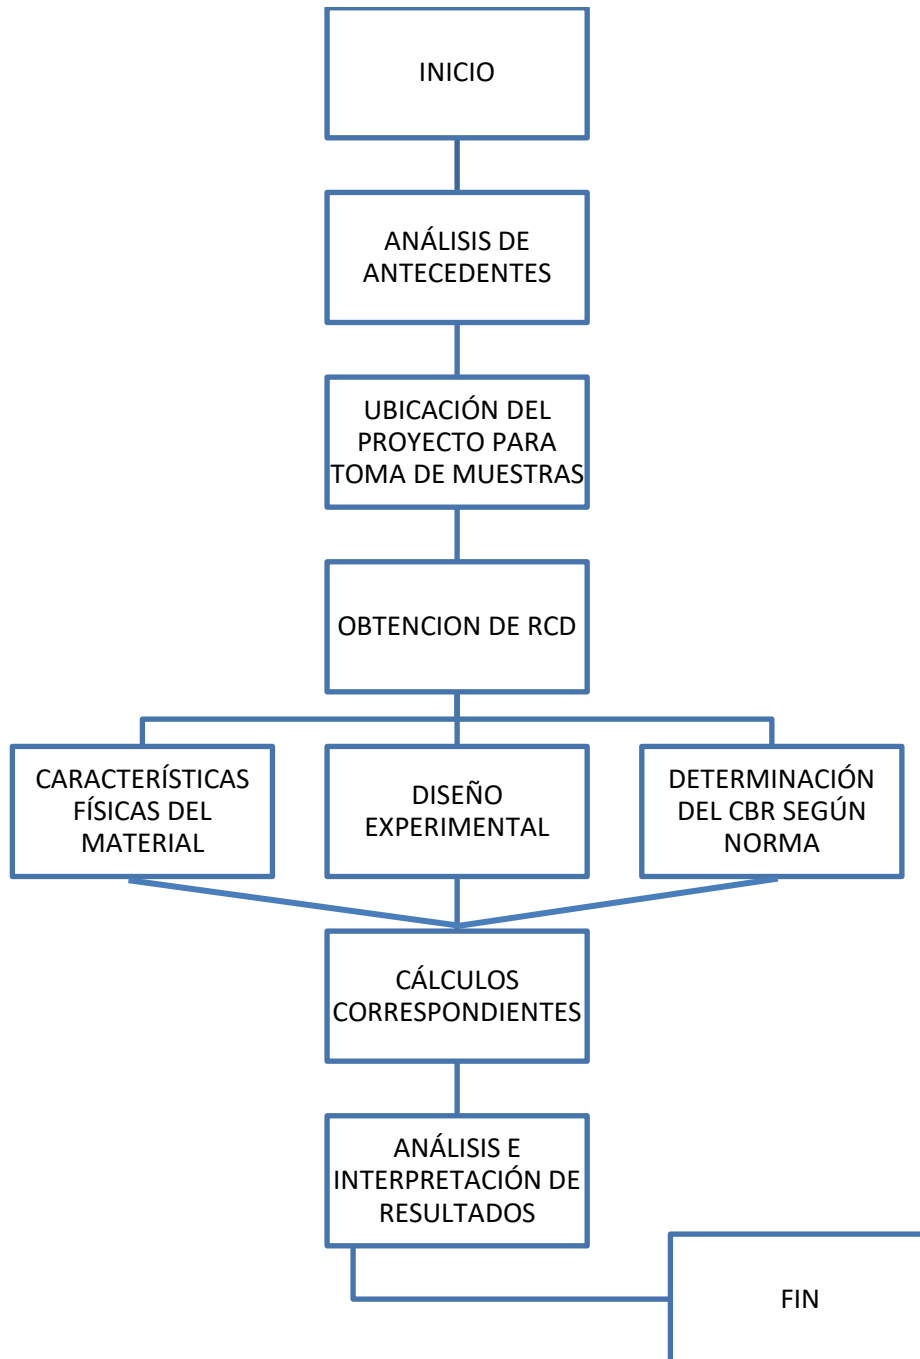 INICIO
ANÁLISIS DE
ANTECEDENTES
UBICACIÓN DEL
PROYECTO PARA
TOMA DE MUESTRAS
OBTENCION DE RCD
CARACTERÍSTICAS
FÍSICAS DEL
MATERIAL
DISEÑO
EXPERIMENTAL
DETERMINACIÓN
DEL CBR SEGÚN
NORMA
CÁLCULOS
CORRESPONDIENTES
ANÁLISIS E
INTERPRETACIÓN DE
RESULTADOS
FIN